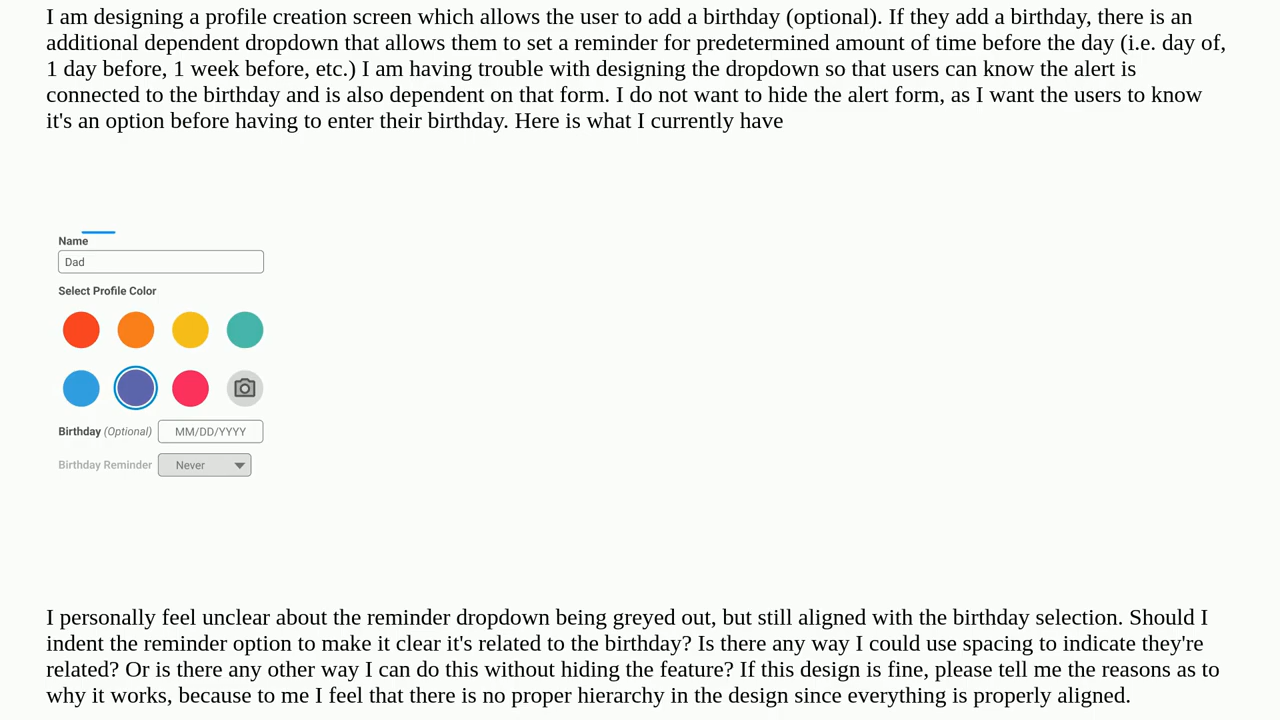 I am designing a profile creation screen which allows the user to add a birthday (optional). If they add a birthday, there is an
additional dependent dropdown that allows them to set a reminder for predetermined amount of time before the day (i.e. day of,
1 day before, 1 week before, etc.) I am having trouble with designing the dropdown so that users can know the alert is
connected to the birthday and is also dependent on that form. I do not want to hide the alert form, as I want the users to know
it's an option before having to enter their birthday. Here is what I currently have
Name
Dad
Select Profile Color
Birthday (Optional) MM/DD/YYYY
Birthday Reminder Never
I personally feel unclear about the reminder dropdown being greyed out, but still aligned with the birthday selection. Should I
indent the reminder option to make it clear it's related to the birthday? Is there any way I could use spacing to indicate they're
related? Or is there any other way I can do this without hiding the feature? If this design is fine, please tell me the reasons as to
why it works, because to me I feel that there is no proper hierarchy in the design since everything is properly aligned.